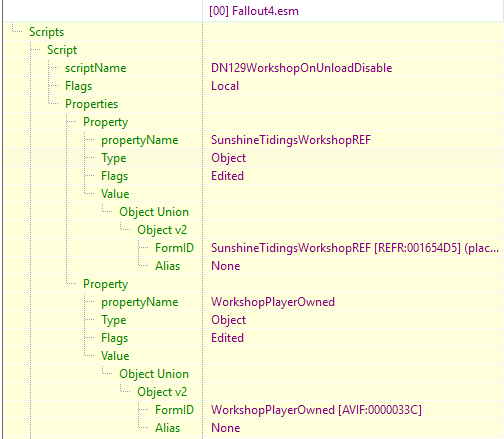 [00] Fallout4.esm
Scripts
Script
scriptName DN129WorkshopOnUnloadDisable
Flags Local
Properties
Property
propertyName SunshineTidingsWorkshopREF
Type Object
Flags Edited
Value
Object Union
Object v2
FormID SunshineTidingsWorkshopREF [REFR:001654D5] (plac...
Alias None
Property
propertyName WorkshopPlayerOwned
Type Object
Flags Edited
Value
Object Union
Object v2
FormID WorkshopPlayerOwned [AVIF:0000033C]
Alias None